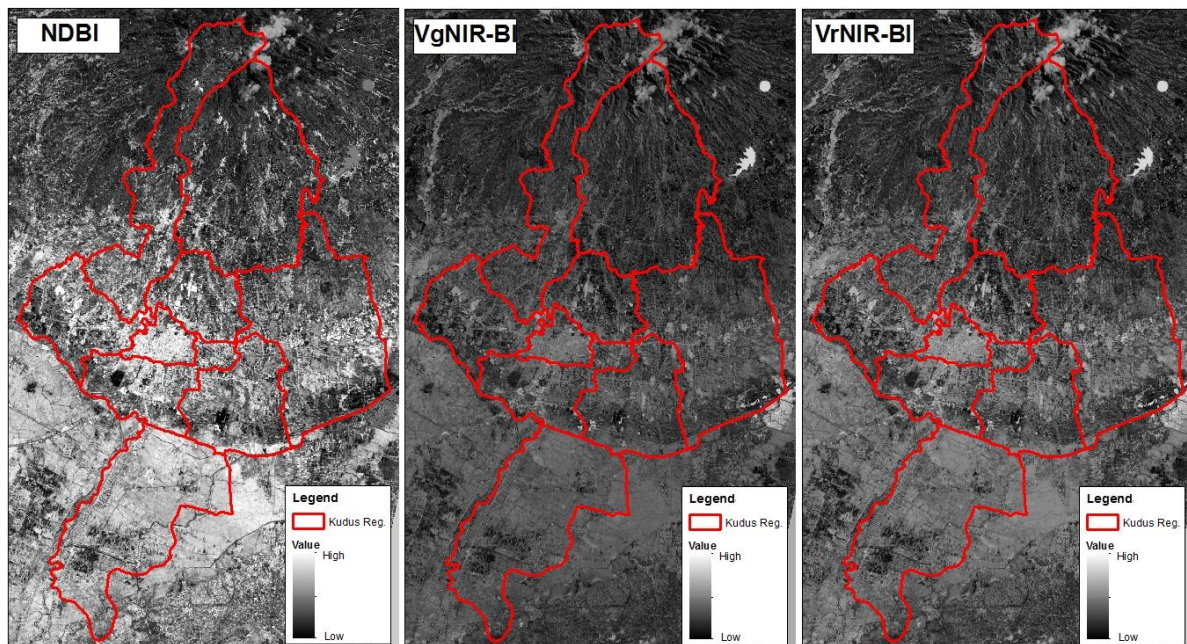 NDBI
Legend
Kudus Reg.
Value
High
Low
VgNIR-BI
Legend
Kudus Reg.
Value
High
Low
VrNIR-BI
Legend
Kudus Reg.
Value
High
Low